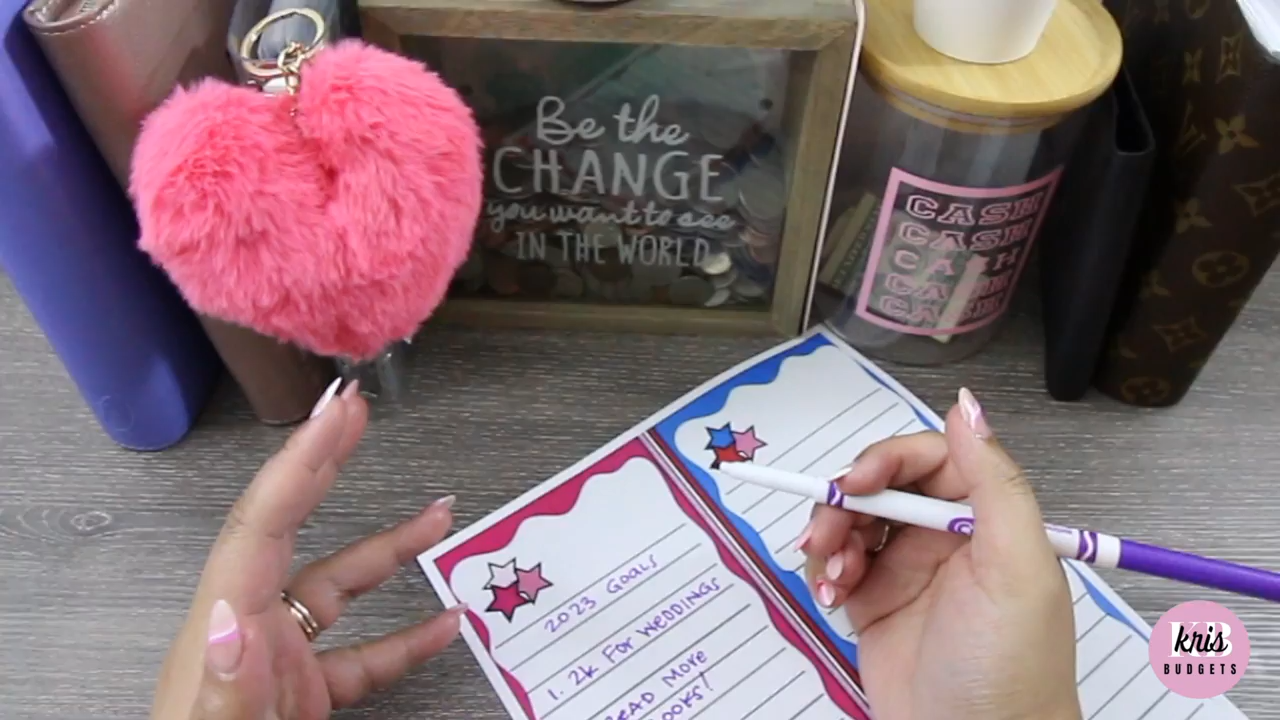 Be the
CHANGE
you want to see
IN THE WORLD
CASH
CASH
CASH
2023 GOALS
1. 2K FOR WEDDINGS
READ MORE
BOOKS!
KB
kris
BUDGETS